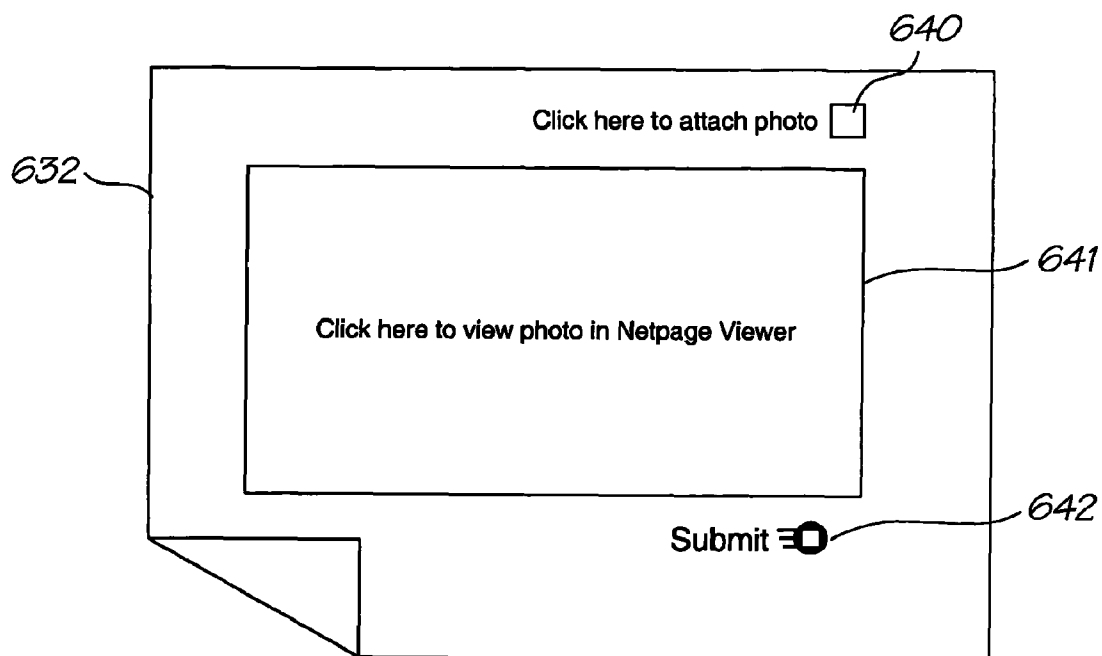 640
Click here to attach photo
632
641
Click here to view photo in Netpage Viewer
642
Submit